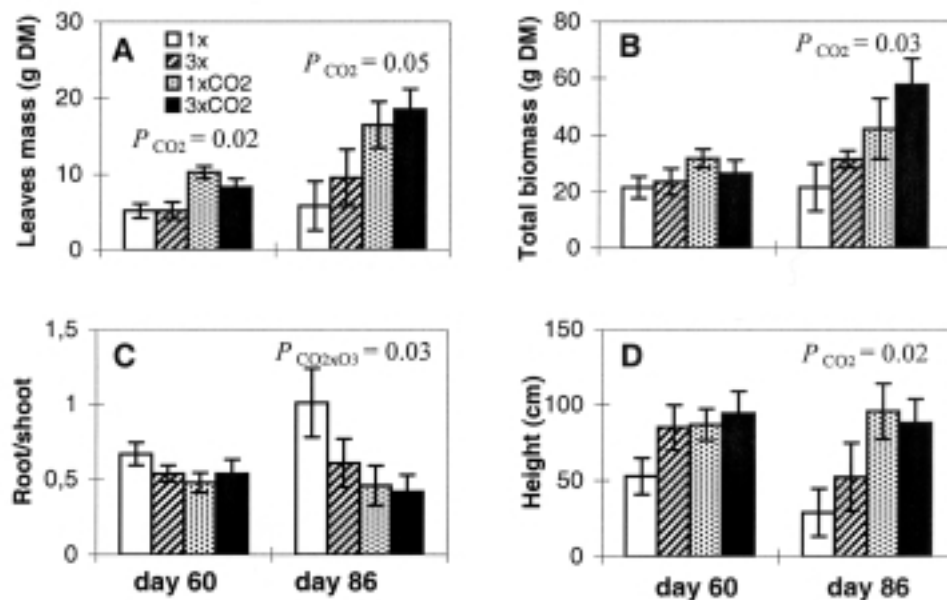 A
Leaves mass (g DM)
30
20
10
0
1x
3x
1xCO2
3xCO2
P CO2 = 0.02
P CO2 = 0.05
B
Total biomass (g DM)
80
60
40
20
0
P CO2 = 0.03
C
Root/shoot
1,5
1
0,5
0
P CO2xO3 = 0.03
day 60
day 86
D
Height (cm)
150
100
50
0
P CO2 = 0.02
day 60
day 86